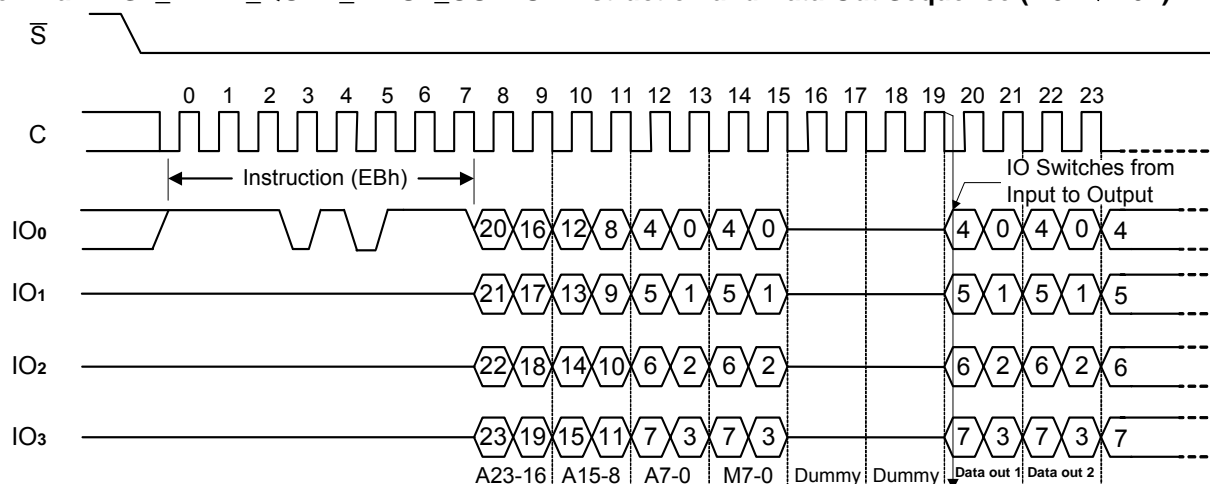 S
0 1 2 3 4 5 6 7 8 9 10 11 12 13 14 15 16 17 18 19 20 21 22 23
C
Instruction (EBh)
IO Switches from
Input to Output
IO0 20 16 12 8 4 0 4 0 4 0 4 0 4
IO1 21 17 13 9 5 1 5 1 5 1 5 1 5
IO2 22 18 14 10 6 2 6 2 6 2 6 2 6
IO3 23 19 15 11 7 3 7 3 7 3 7 3 7
A23-16 A15-8 A7-0 M7-0 Dummy Dummy Data out 1 Data out 2